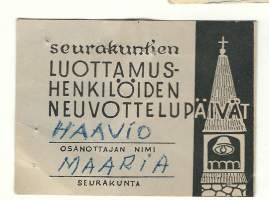 seurakuntien
LUOTTAMUS-
HENKILÖIDEN
NEUVOTTELUPÄIVÄT
HAAVIO
OSANOTTAJAN NIMI
MAARIA
SEURAKUNTA